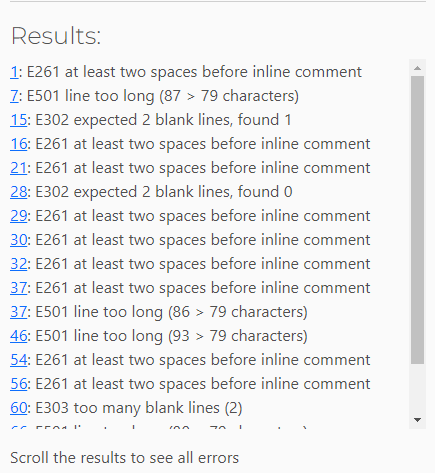 Results:
1: E261 at least two spaces before inline comment
7: E501 line too long (87 > 79 characters)
15: E302 expected 2 blank lines, found 1
16: E261 at least two spaces before inline comment
21: E261 at least two spaces before inline comment
28: E302 expected 2 blank lines, found 0
29: E261 at least two spaces before inline comment
30: E261 at least two spaces before inline comment
32: E261 at least two spaces before inline comment
37: E261 at least two spaces before inline comment
37: E501 line too long (86 > 79 characters)
46: E501 line too long (93 > 79 characters)
54: E261 at least two spaces before inline comment
56: E261 at least two spaces before inline comment
60: E303 too many blank lines (2)
E501 line too long > 79 characters)
Scroll the results to see all errors